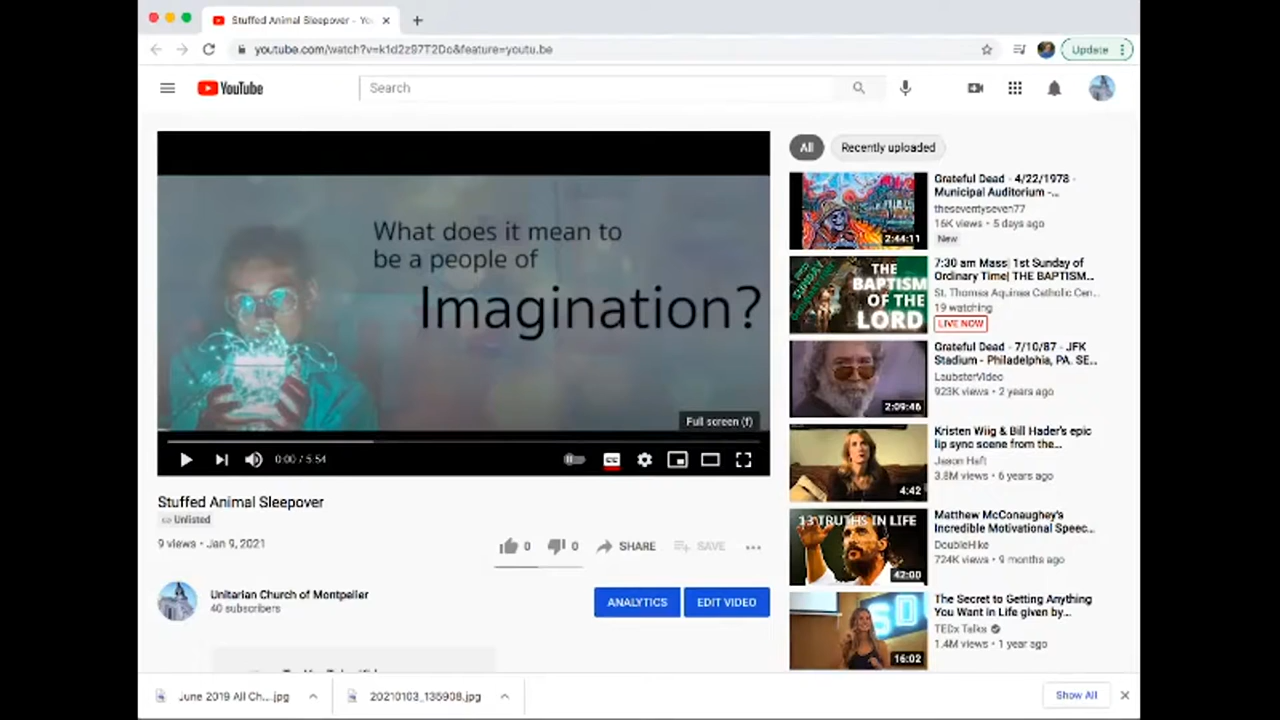 Stuffed Animal Sleepover - You
youtube.com/watch?v=k1d2z97T2Do&feature=youtu.be
Update
YouTube
Search
What does it mean to
be a people of
Imagination?
Full screen (f)
0:00 / 5:54
CC
Stuffed Animal Sleepover
Unlisted
9 views • Jan 9, 2021
0
0
SHARE
SAVE
Unitarian Church of Montpelier
40 subscribers
ANALYTICS
EDIT VIDEO
All
Recently uploaded
2:44:11
Grateful Dead - 4/22/1978 -
Municipal Auditorium -...
theseventyseven77
16K views • 5 days ago
New
THE
BAPTISM
OF THE
LORD
7:30 am Mass| 1st Sunday of
Ordinary Time| THE BAPTISM...
St. Thomas Aquinas Catholic Cen...
19 watching
LIVE NOW
2:09:46
Grateful Dead - 7/10/87 - JFK
Stadium - Philadelphia, PA. SE...
LaubsterVideo
923K views • 2 years ago
4:42
Kristen Wiig & Bill Hader's epic
lip sync scene from the...
Jason Haft
3.8M views • 6 years ago
13 TRUTHS IN LIFE
42:00
Matthew McConaughey's
Incredible Motivational Speec...
DoubleHike
724K views • 9 months ago
16:02
The Secret to Getting Anything
You Want in Life given by...
TEDx Talks
1.4M views • 1 year ago
June 2019 All Ch....jpg
20210103_135908.jpg
Show All